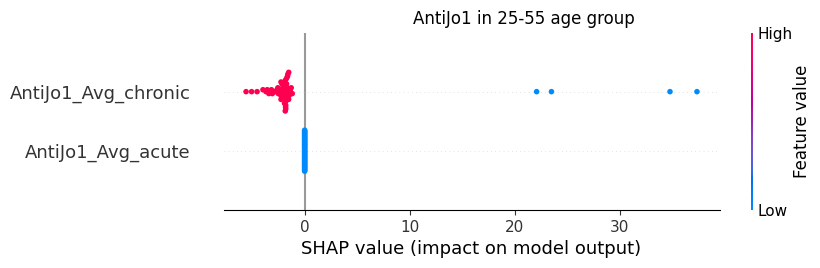 AntiJo1 in 25-55 age group
High
AntiJo1_Avg_chronic
AntiJo1_Avg_acute
Feature value
Low
0 10 20 30
SHAP value (impact on model output)